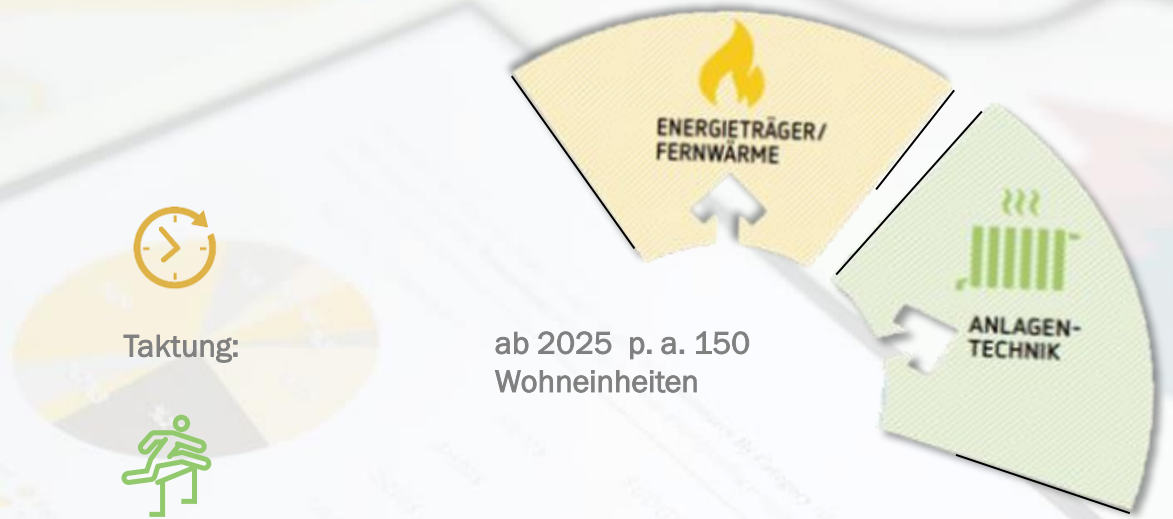 ENERGIETRÄGER/
FERNWÄRME
ANLAGEN-
TECHNIK
Taktung:
ab 2025 p. a. 150
Wohneinheiten